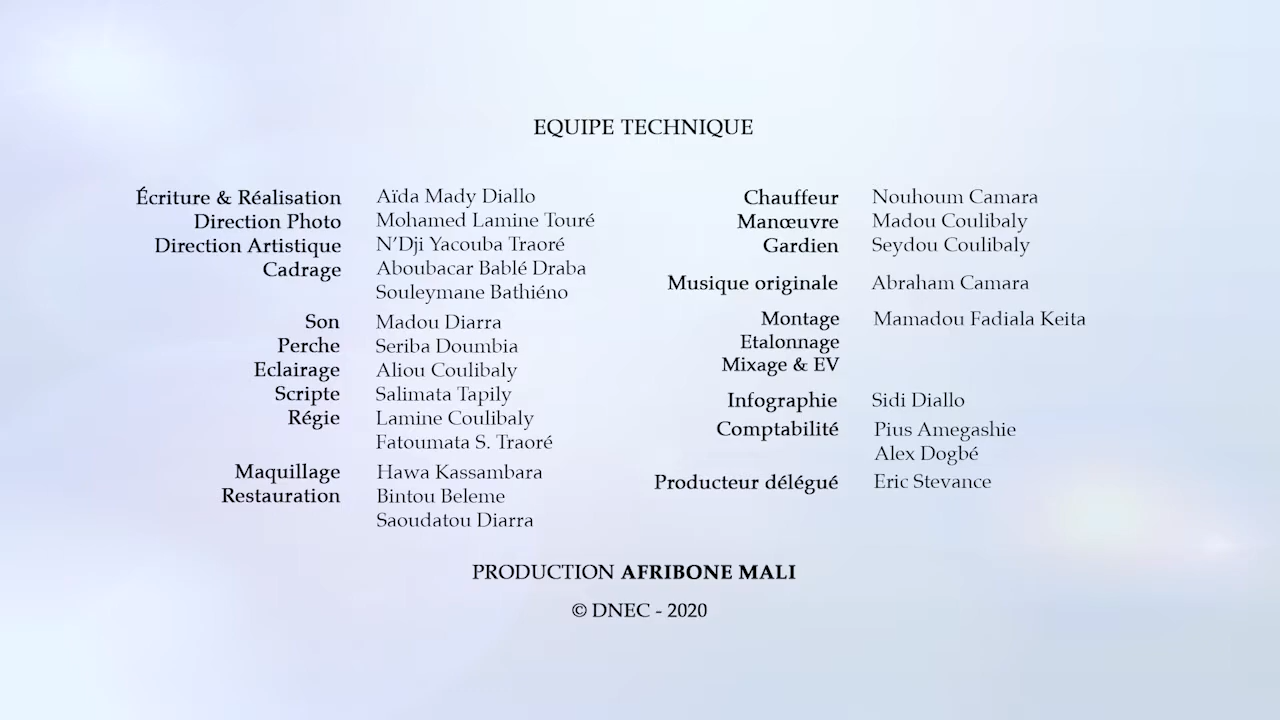 EQUIPE TECHNIQUE
Écriture & Réalisation Aïda Mady Diallo
Direction Photo Mohamed Lamine Touré
Direction Artistique N'Dji Yacouba Traoré
Cadrage Aboubacar Bablé Draba
Souleymane Bathiéno
Son Madou Diarra
Perche Seriba Doumbia
Eclairage Aliou Coulibaly
Scripte Salimata Tapily
Régie Lamine Coulibaly
Fatoumata S. Traoré
Maquillage Hawa Kassambara
Restauration Bintou Beleme
Saoudatou Diarra
Chauffeur Nouhoum Camara
Manœuvre Madou Coulibaly
Gardien Seydou Coulibaly
Musique originale Abraham Camara
Montage Mamadou Fadiala Keita
Etalonnage
Mixage & EV
Infographie Sidi Diallo
Comptabilité Pius Amegashie
Alex Dogbé
Producteur délégué Eric Stevance
PRODUCTION AFRIBONE MALI
© DNEC - 2020